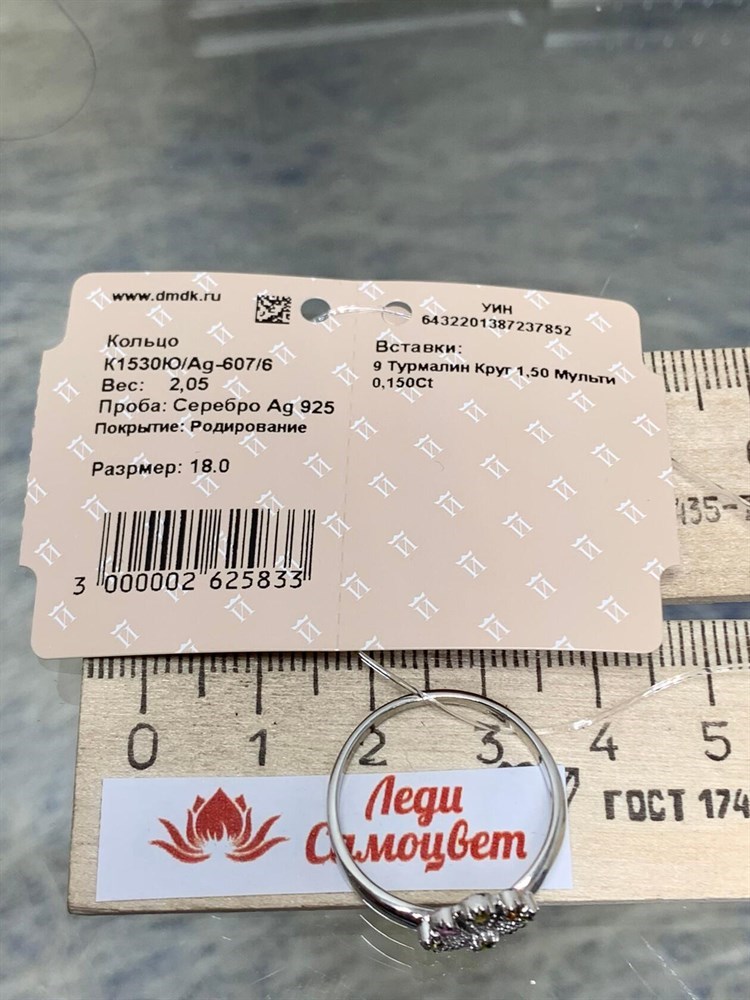 www.dmdk.ru
УИН
6432201387237852
Кольцо
К1530Ю/Ag-607/6
Вес: 2,05
Проба: Серебро Ag 925
Покрытие: Родирование
Разрмер: 18.0
Вставки:
9 Турмалин Круг 1,50 Мульти
0,150Ct
3 000002 625833
435-
0 1 2 3 4 5
ГОСТ 174
Леди
Самоцвет